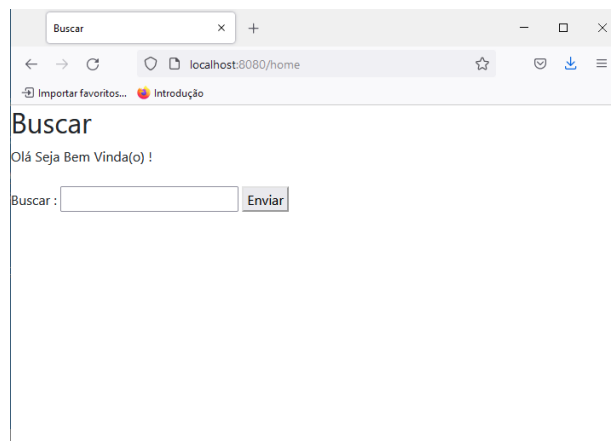 Buscar
localhost:8080/home
Importar favoritos... Introdução
Buscar
Olá Seja Bem Vinda(o) !
Buscar : Enviar